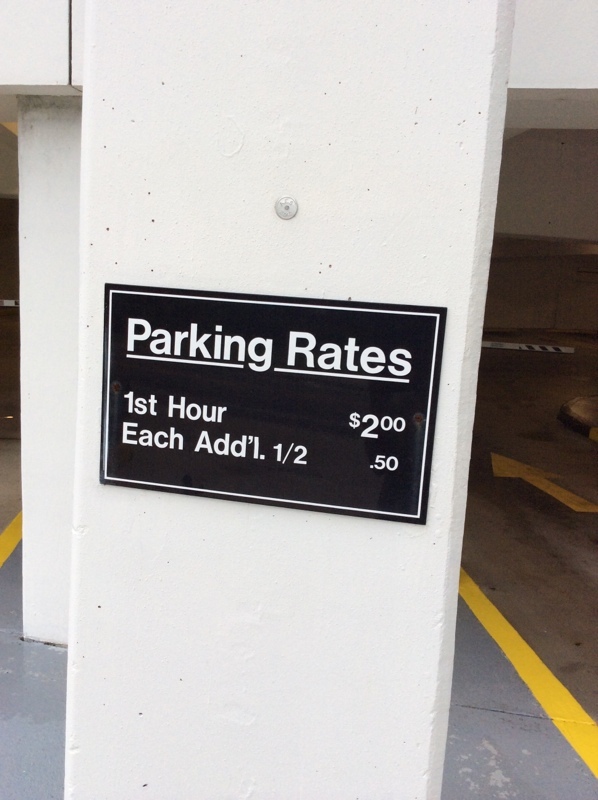 Parking Rates
1st Hour $2.00
Each Add'l. 1/2 .50